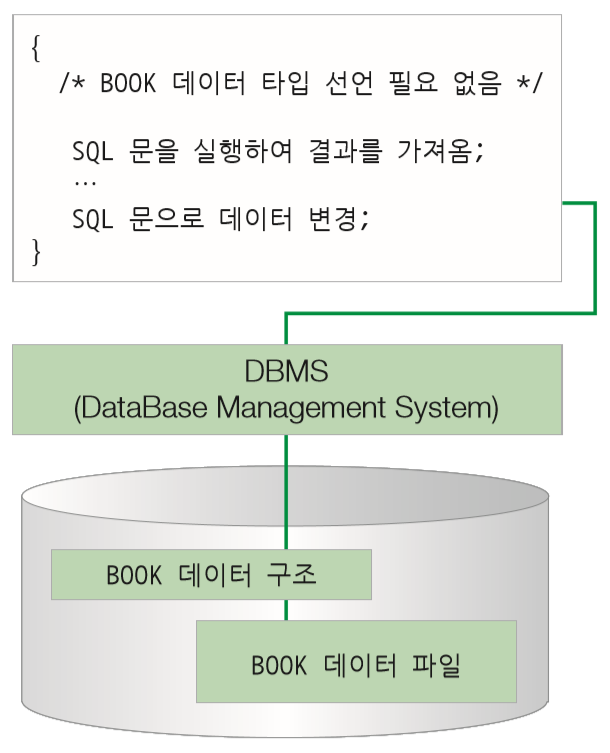 {
/* BOOK 데이터 타입 선언 필요 없음 */
SQL 문을 실행하여 결과를 가져옴;
…
SQL 문으로 데이터 변경;
}
DBMS
(DataBase Management System)
BOOK 데이터 구조
BOOK 데이터 파일